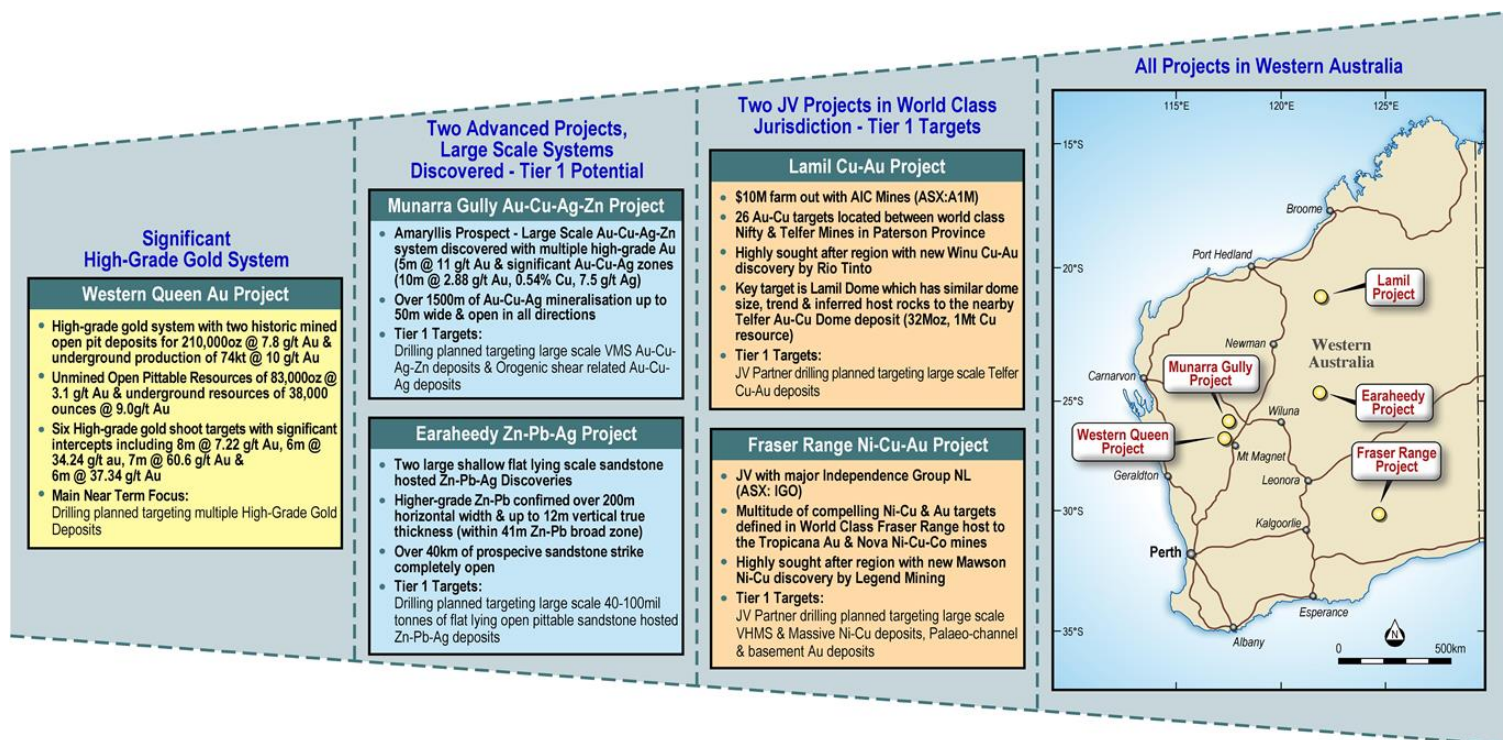 Significant
High-Grade Gold System
Western Queen Au Project
• High-grade gold system with two historic mined
open pit deposits for 210,000oz @ 7.8 g/t Au &
underground production of 74kt @ 10 g/t Au
• Unmined Open Pittable Resources of 83,000oz @
3.1 g/t Au & underground resources of 38,000
ounces @ 9.0g/t Au
• Six High-grade gold shoot targets with significant
intercepts including 8m @ 7.22 g/t Au, 6m @
34.24 g/t au, 7m @ 60.6 g/t Au &
6m @ 37.34 g/t Au
• Main Near Term Focus:
Drilling planned targeting multiple High-Grade Gold
Deposits
Two Advanced Projects,
Large Scale Systems
Discovered - Tier 1 Potential
Munarra Gully Au-Cu-Ag-Zn Project
• Amaryllis Prospect - Large Scale Au-Cu-Ag-Zn
system discovered with multiple high-grade Au
(5m @ 11 g/t Au & significant Au-Cu-Ag zones
(10m @ 2.88 g/t Au, 0.54% Cu, 7.5 g/t Ag)
• Over 1500m of Au-Cu-Ag mineralisation up to
50m wide & open in all directions
• Tier 1 Targets:
Drilling planned targeting large scale VMS Au-Cu-
Ag-Zn deposits & Orogenic shear related Au-Cu-
Ag deposits
Earaheedy Zn-Pb-Ag Project
• Two large shallow flat lying scale sandstone
hosted Zn-Pb-Ag Discoveries
• Higher-grade Zn-Pb confirmed over 200m
horizontal width & up to 12m vertical true
thickness (within 41m Zn-Pb broad zone)
• Over 40km of prospecive sandstone strike
completely open
• Tier 1 Targets:
Drilling planned targeting large scale 40-100mil
tonnes of flat lying open pittable sandstone hosted
Zn-Pb-Ag deposits
Two JV Projects in World Class
Jurisdiction - Tier 1 Targets
Lamil Cu-Au Project
• $10M farm out with AIC Mines (ASX:A1M)
• 26 Au-Cu targets located between world class
Nifty & Telfer Mines in Paterson Province
• Highly sought after region with new Winu Cu-Au
discovery by Rio Tinto
• Key target is Lamil Dome which has similar dome
size, trend & inferred host rocks to the nearby
Telfer Au-Cu Dome deposit (32Moz, 1Mt Cu
resource)
• Tier 1 Targets:
JV Partner drilling planned targeting large scale Telfer
Cu-Au deposits
Fraser Range Ni-Cu-Au Project
• JV with major Independence Group NL
(ASX: IGO)
• Multitude of compelling Ni-Cu & Au targets
defined in World Class Fraser Range host to
the Tropicana Au & Nova Ni-Cu-Co mines
• Highly sought after region with new Mawson
Ni-Cu discovery by Legend Mining
• Tier 1 Targets:
JV Partner drilling planned targeting large scale
VHMS & Massive Ni-Cu deposits, Palaeo-channel
& basement Au deposits
All Projects in Western Australia
115°E 120°E 125°E
15°S
Broome
Port Hedland
20°S
Lamil
Project
Newman
Western
Australia
Munarra Gully
Project
Carnarvon
25°S
Earaheedy
Project
Wiluna
Western Queen
Project
Mt Magnet
Fraser Range
Project
Geraldton
Leonora
30°S
Kalgoorlie
Perth
Esperance
35°S
Albany
N
0 500km